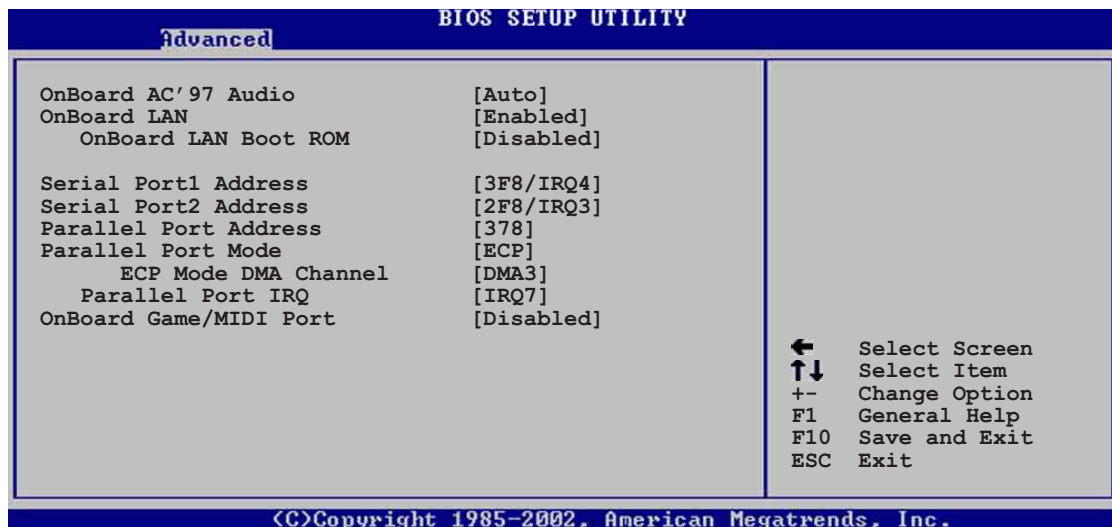 BIOS SETUP UTILITY
Advanced
OnBoard AC’97 Audio [Auto]
OnBoard LAN [Enabled]
OnBoard LAN Boot ROM [Disabled]
Serial Port1 Address [3F8/IRQ4]
Serial Port2 Address [2F8/IRQ3]
Parallel Port Address [378]
Parallel Port Mode [ECP]
ECP Mode DMA Channel [DMA3]
Parallel Port IRQ [IRQ7]
OnBoard Game/MIDI Port [Disabled]
← Select Screen
↑↓ Select Item
+- Change Option
F1 General Help
F10 Save and Exit
ESC Exit
(C)Copyright 1985-2002, American Megatrends, Inc.